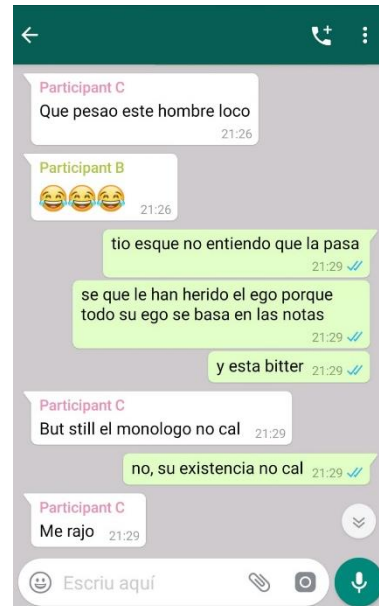 Participant C
Que pesao este hombre loco
21:26
Participant B
😂😂😂 21:26
tio esque no entiendo que la pasa
21:29
se que le han herido el ego porque
todo su ego se basa en las notas
21:29
y esta bitter 21:29
Participant C
But still el monologo no cal 21:29
no, su existencia no cal 21:29
Participant C
Me rajo 21:29
Escriu aquí